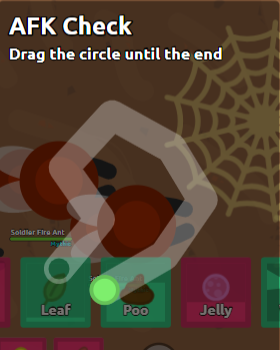 AFK Check
Drag the circle until the end
Soldier Fire Ant
Leaf
Poo
Jelly